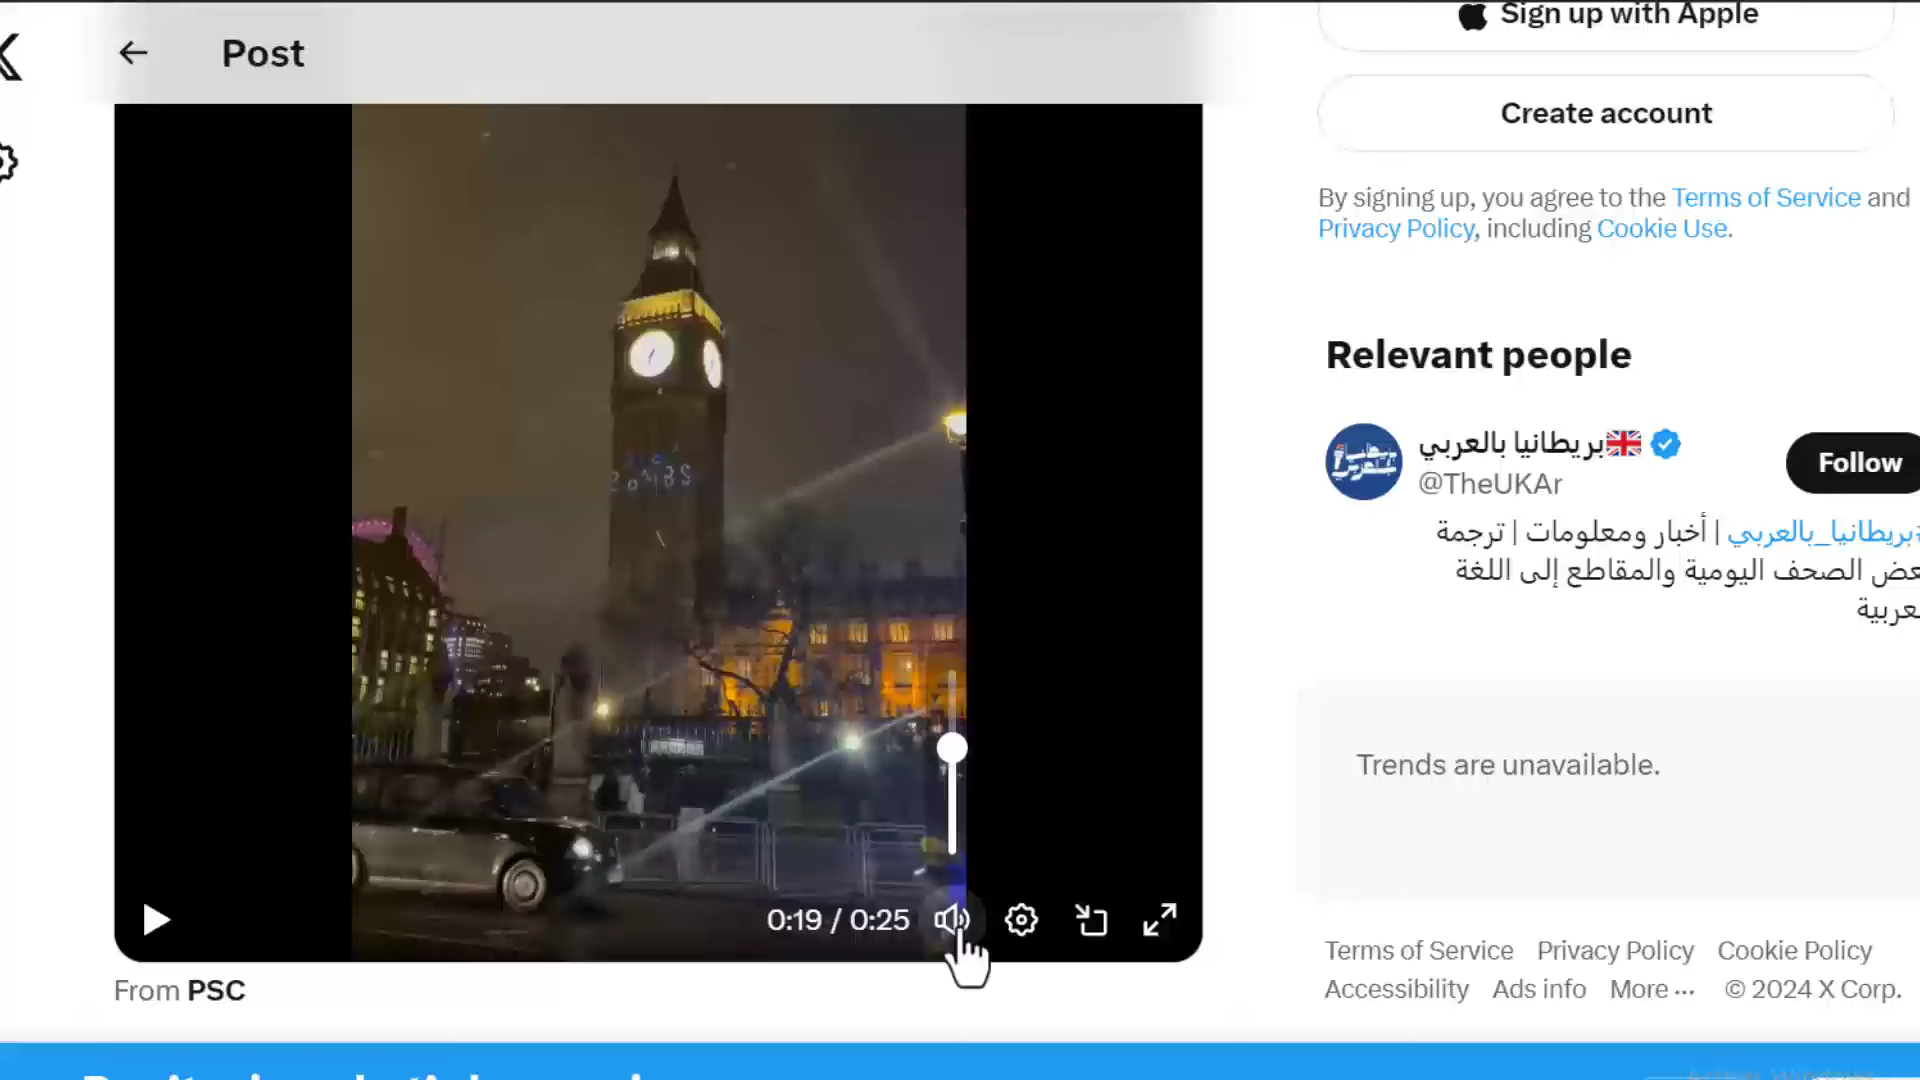 Post
0:19 / 0:25
From PSC
Sign up with Apple
Create account
By signing up, you agree to the Terms of Service and
Privacy Policy, including Cookie Use.
Relevant people
بريطانيا بالعربي🇬🇧
@TheUKAr
Follow
#بريطانيا_بالعربي | أخبار ومعلومات | ترجمة
الصحف اليومية والمقاطع إلى اللغة
Trends are unavailable.
Terms of Service Privacy Policy Cookie Policy
Accessibility Ads info More ··· © 2024 X Corp.